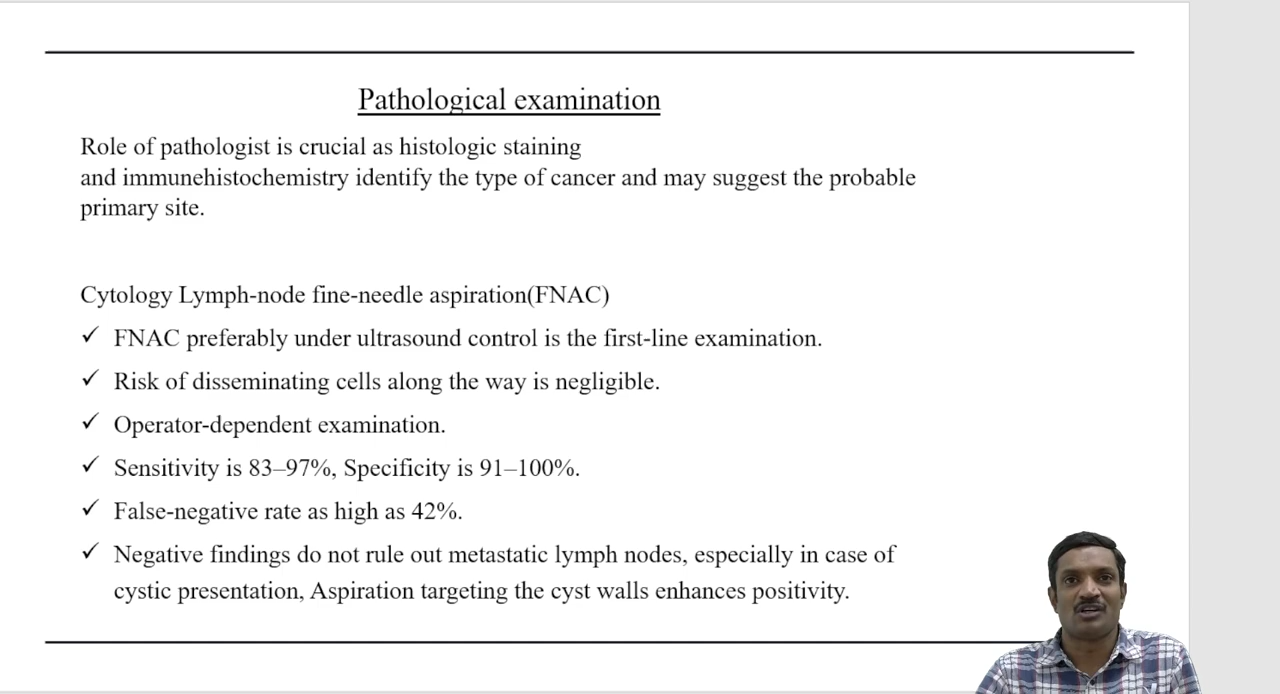 Pathological examination
Role of pathologist is crucial as histologic staining
and immunehistochemistry identify the type of cancer and may suggest the probable
primary site.
Cytology Lymph-node fine-needle aspiration(FNAC)
✓ FNAC preferably under ultrasound control is the first-line examination.
✓ Risk of disseminating cells along the way is negligible.
✓ Operator-dependent examination.
✓ Sensitivity is 83–97%, Specificity is 91–100%.
✓ False-negative rate as high as 42%.
✓ Negative findings do not rule out metastatic lymph nodes, especially in case of
cystic presentation, Aspiration targeting the cyst walls enhances positivity.